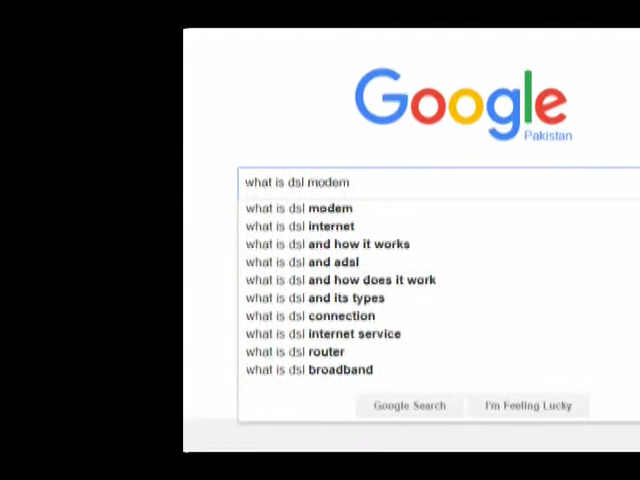 Google
Pakistan
what is dsl modem
what is dsl modem
what is dsl internet
what is dsl and how it works
what is dsl and adsl
what is dsl and how does it work
what is dsl and its types
what is dsl connection
what is dsl internet service
what is dsl router
what is dsl broadband
Google Search I'm Feeling Lucky